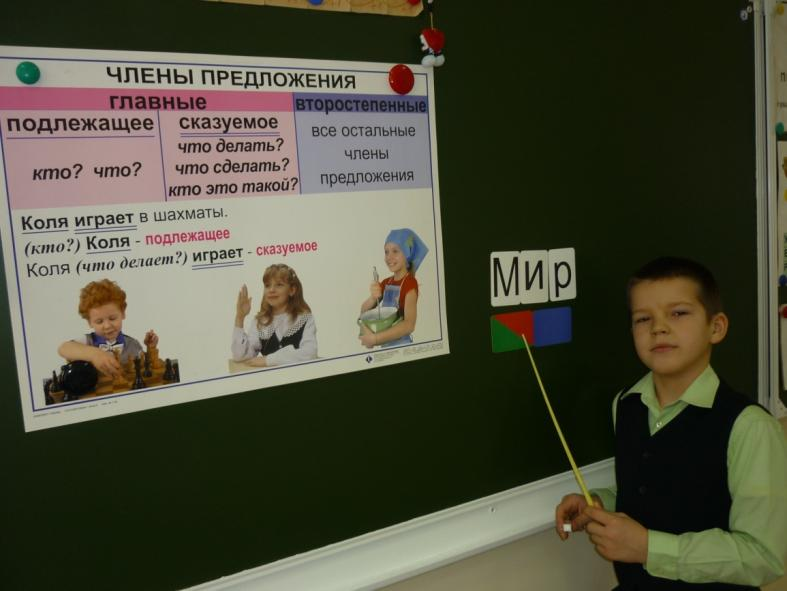 ЧЛЕНЫ ПРЕДЛОЖЕНИЯ
главные
второстепенные
подлежащее
кто? что?
сказуемое
что делать?
что сделать?
кто это такой?
все остальные
члены
предложения
Коля играет в шахматы.
(кто?) Коля - подлежащее
Коля (что делает?) играет - сказуемое
Мир